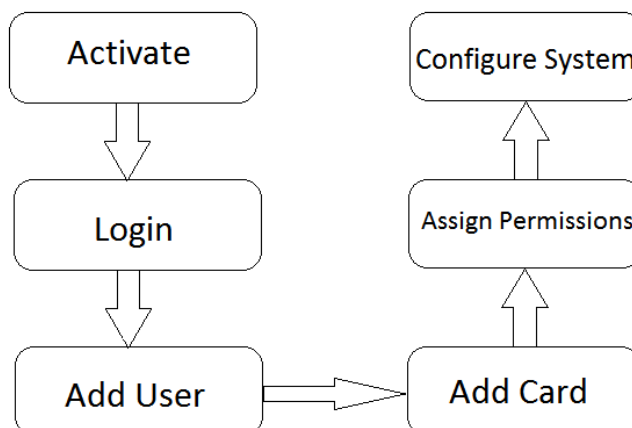 Activate
Login
Add User
Add Card
Assign Permissions
Configure System